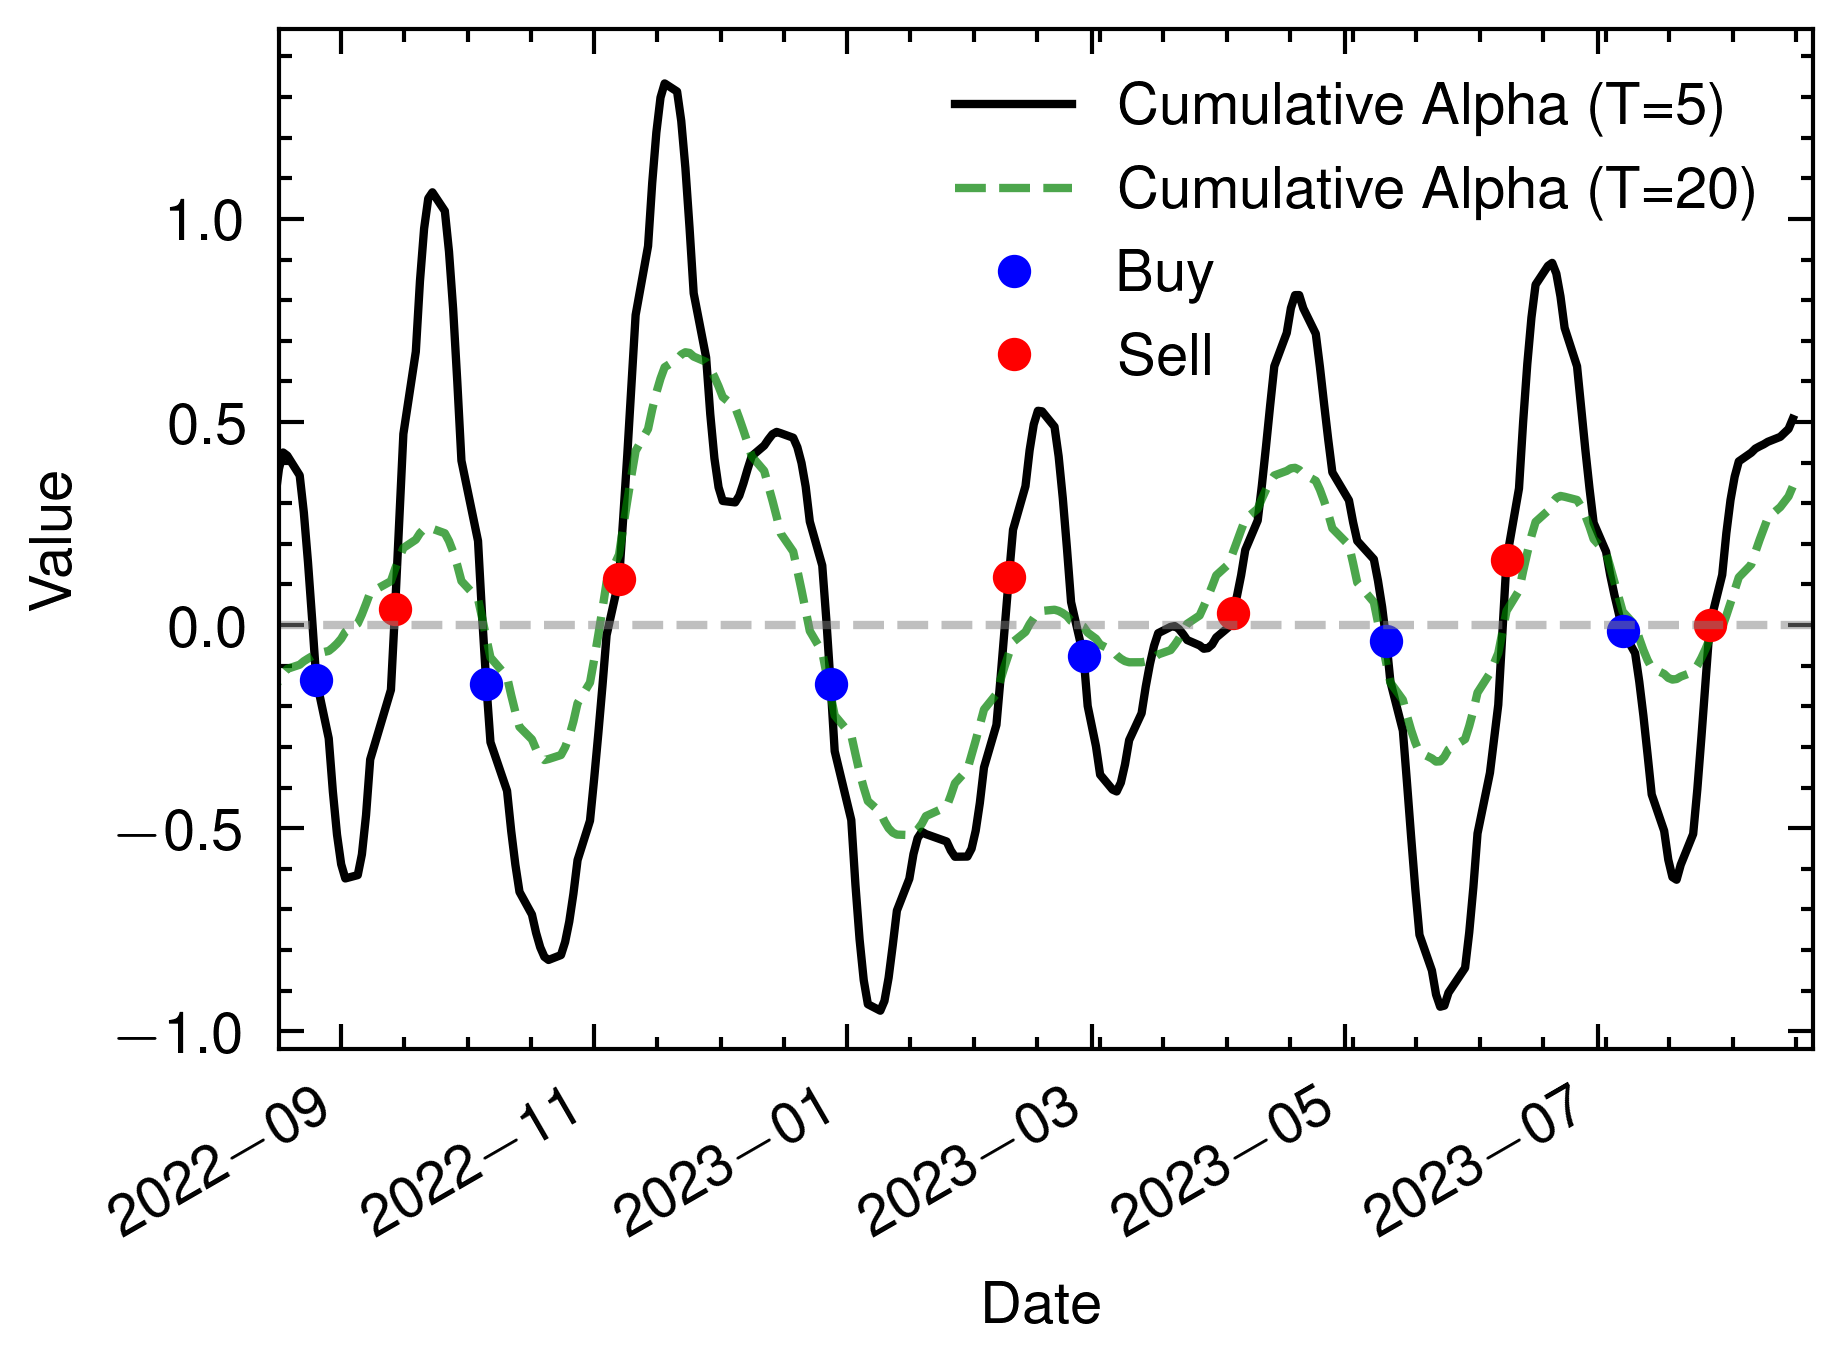 Cumulative Alpha (T=5)
Cumulative Alpha (T=20)
Buy
Sell
1.0
0.5
0.0
−0.5
−1.0
Value
2022−09
2022−11
2023−01
2023−03
2023−05
2023−07
Date